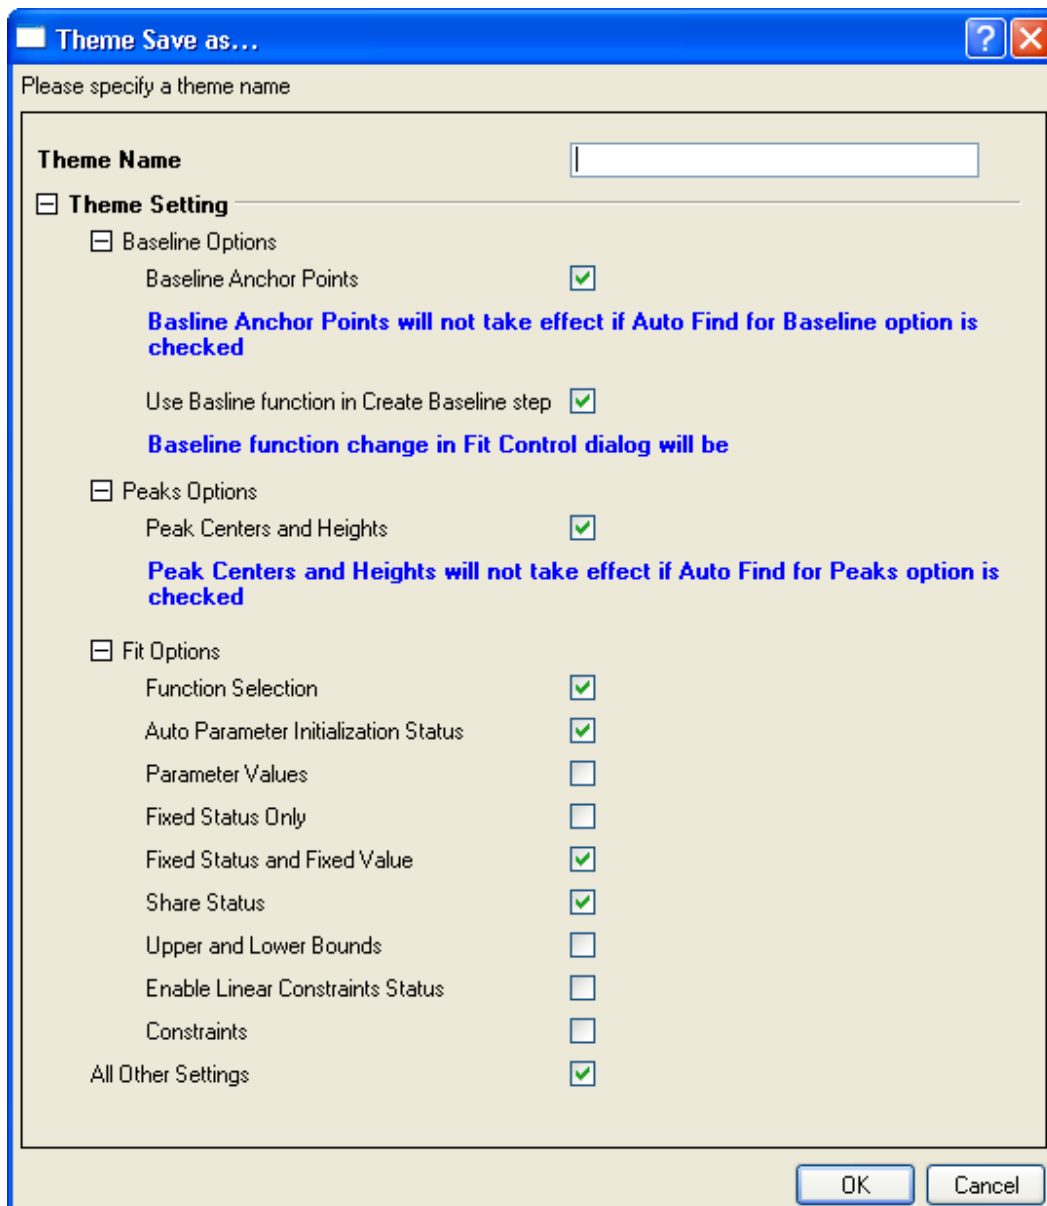 Theme Save as...
Please specify a theme name
Theme Name
Theme Setting
Baseline Options
Baseline Anchor Points
Basline Anchor Points will not take effect if Auto Find for Baseline option is
checked
Use Basline function in Create Baseline step
Baseline function change in Fit Control dialog will be
Peaks Options
Peak Centers and Heights
Peak Centers and Heights will not take effect if Auto Find for Peaks option is
checked
Fit Options
Function Selection
Auto Parameter Initialization Status
Parameter Values
Fixed Status Only
Fixed Status and Fixed Value
Share Status
Upper and Lower Bounds
Enable Linear Constraints Status
Constraints
All Other Settings
OK Cancel